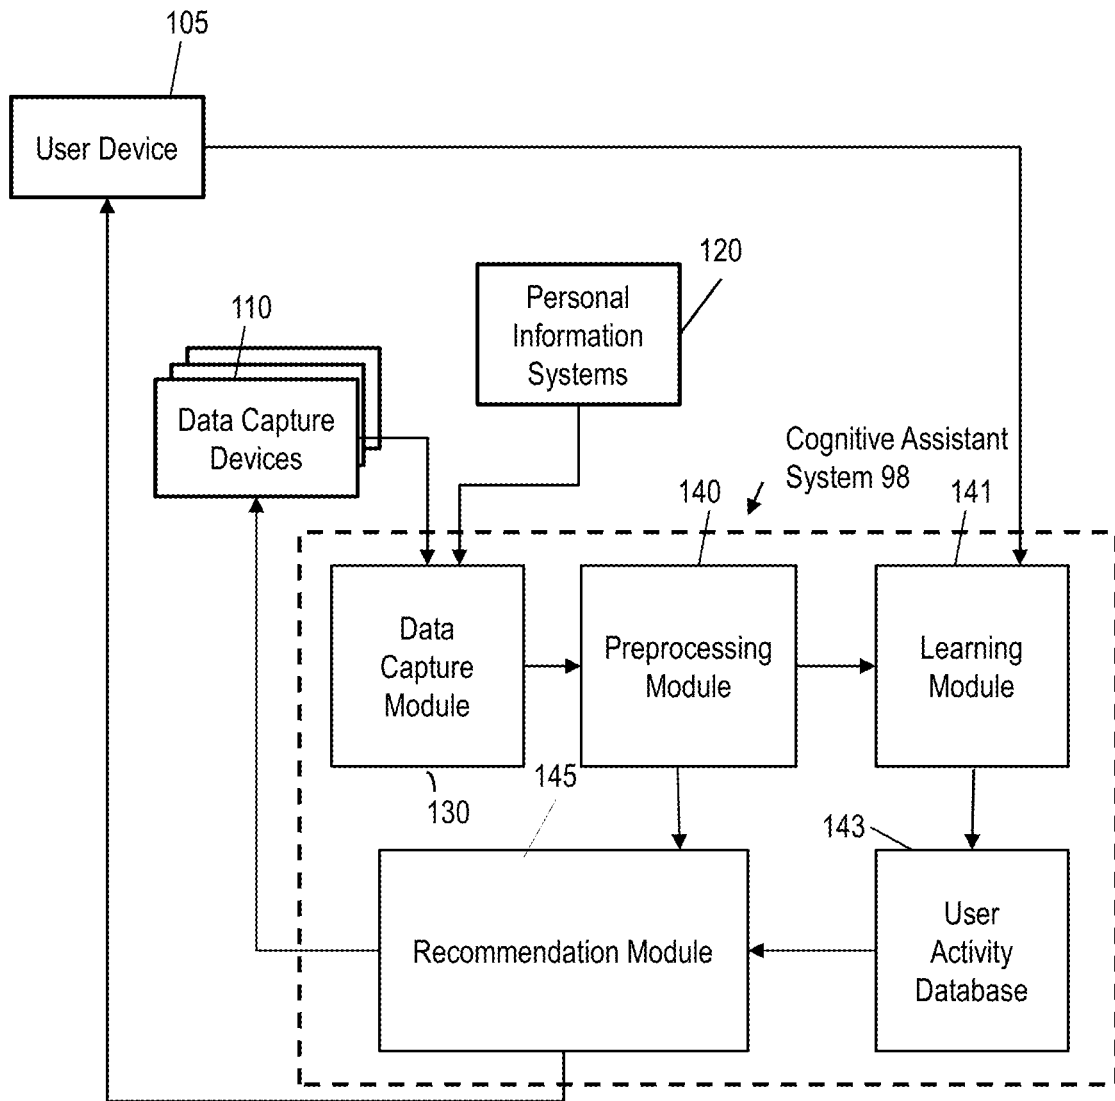 105
User Device
120
Personal
Information
Systems
110
Data Capture
Devices
Cognitive Assistant
System 98
140
141
Data
Capture
Module
Preprocessing
Module
Learning
Module
130
145
143
Recommendation Module
User
Activity
Database